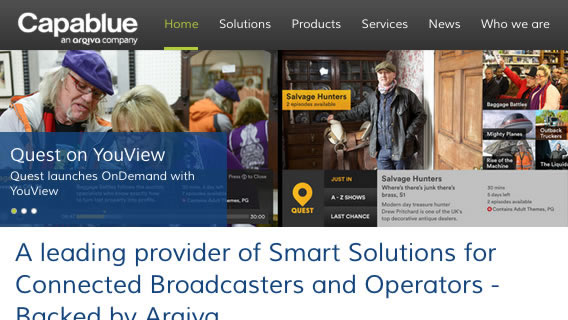 Capablue
an arqiva company
Home
Solutions
Products
Services
News
Who we are
Quest on YouView
Quest launches OnDemand with
YouView
Press
to Close
30:00
Salvage Hunters
2 episodes available
QUEST
JUST IN
A - Z SHOWS
LAST CHANCE
Salvage Hunters
Where's there's junk there's
brass, S1
Modern day treasure hunter
Drew Pritchard is one of the UK's
top decorative antique dealers.
30 mins
5 days left
2 episodes available
Contains Adult Themes, PG
Baggage Battles
Mighty Planes
Outback
Truckers
Rise of the
Machine
The Liquid
A leading provider of Smart Solutions for
Connected Broadcasters and Operators -
Backed by Arqiva